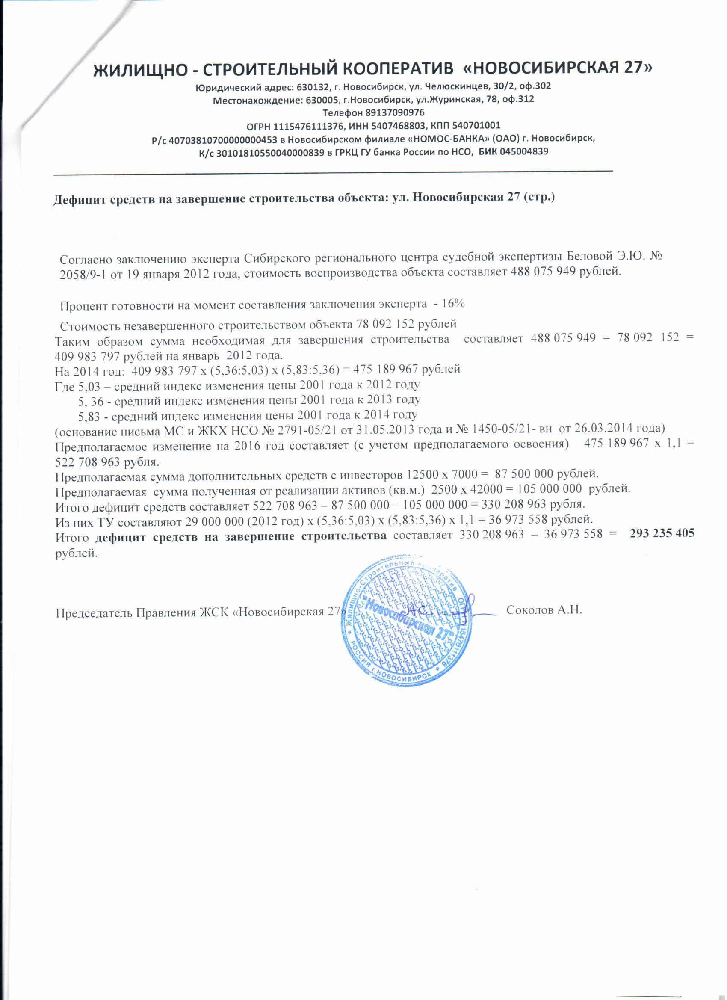 ЖИЛИЩНО - СТРОИТЕЛЬНЫЙ КООПЕРАТИВ «НОВОСИБИРСКАЯ 27»
Юридический адрес: 630132, г. Новосибирск, ул. Челюскинцев, 30/2, оф.302
Местонахождение: 630005, г.Новосибирск, ул.Журинская, 78, оф.312
Телефон 89137090976
ОГРН 1115476111376, ИНН 5407468803, КПП 540701001
Р/с 40703810700000000453 в Новосибирском филиале «НОМОС-БАНКА» (ОАО) г. Новосибирск,
К/с 30101810550040000839 в ГРКЦ ГУ банка России по НСО, БИК 045004839
Дефицит средств на завершение строительства объекта: ул. Новосибирская 27 (стр.)
Согласно заключению эксперта Сибирского регионального центра судебной экспертизы Беловой Э.Ю. №
2058/9-1 от 19 января 2012 года, стоимость воспроизводства объекта составляет 488 075 949 рублей.
Процент готовности на момент составления заключения эксперта - 16%
Стоимость незавершенного строительством объекта 78 092 152 рублей
Таким образом сумма необходимая для завершения строительства составляет 488 075 949 – 78 092 152 =
409 983 797 рублей на январь 2012 года.
На 2014 год: 409 983 797 х (5,36:5,03) х (5,83:5,36) = 475 189 967 рублей
Где 5,03 – средний индекс изменения цены 2001 года к 2012 году
5, 36 - средний индекс изменения цены 2001 года к 2013 году
5,83 - средний индекс изменения цены 2001 года к 2014 году
(основание письма МС и ЖКХ НСО № 2791-05/21 от 31.05.2013 года и № 1450-05/21- вн от 26.03.2014 года)
Предполагаемое изменение на 2016 год составляет (с учетом предполагаемого освоения) 475 189 967 х 1,1 =
522 708 963 рубля.
Предполагаемая сумма дополнительных средств с инвесторов 12500 х 7000 = 87 500 000 рублей.
Предполагаемая сумма полученная от реализации активов (кв.м.) 2500 х 42000 = 105 000 000 рублей.
Итого дефицит средств составляет 522 708 963 – 87 500 000 – 105 000 000 = 330 208 963 рубля.
Из них ТУ составляют 29 000 000 (2012 год) х (5,36:5,03) х (5,83:5,36) х 1,1 = 36 973 558 рублей.
Итого дефицит средств на завершение строительства составляет 330 208 963 – 36 973 558 = 293 235 405
рублей.
Председатель Правления ЖСК «Новосибирская 27» Соколов А.Н.
Жилищно-Строительный Кооператив
"Новосибирская 27"
РОССИЯ г.НОВОСИБИРСК